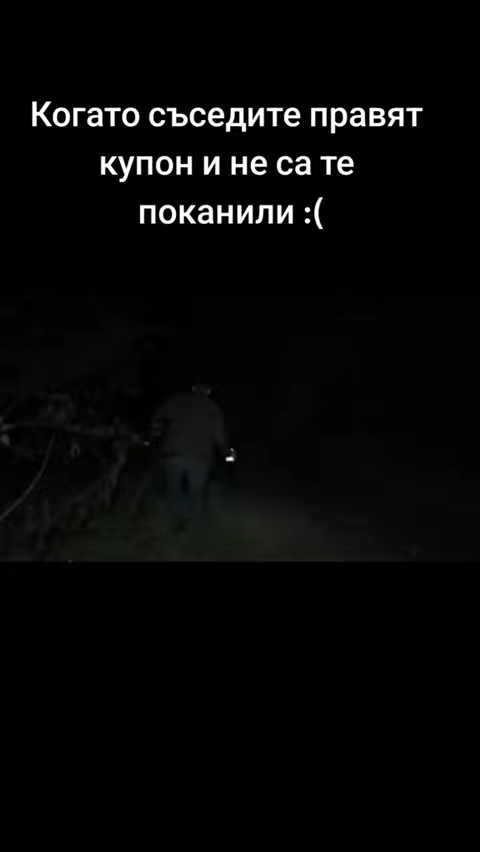 Когато съседите правят
купон и не са те
поканили :(